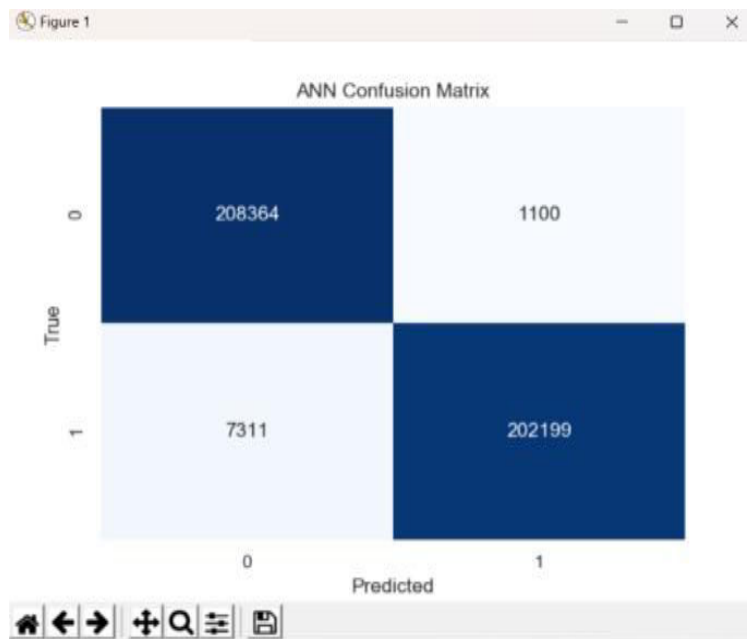 Figure 1
ANN Confusion Matrix
0
208364
1100
True
1
7311
202199
0
1
Predicted